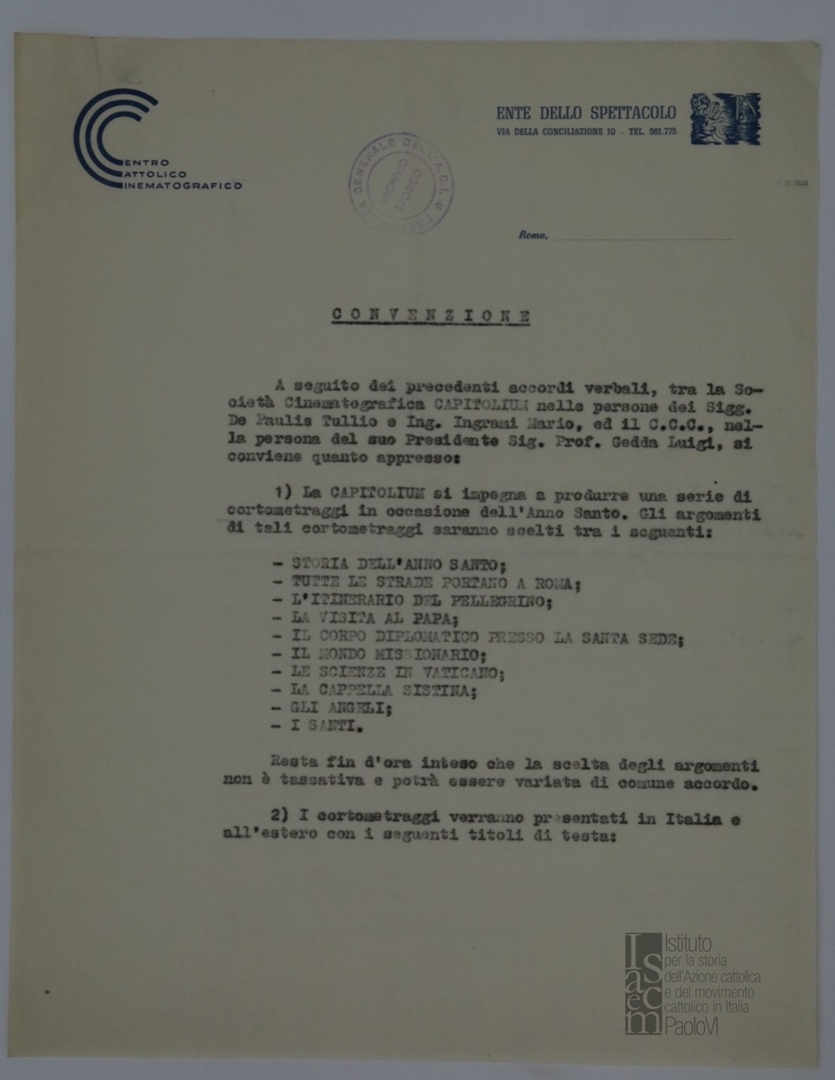 CENTRO
CATTOLICO
CINEMATOGRAFICO
ENTE DELLO SPETTACOLO
VIA DELLA CONCILIAZIONE 10 - TEL. 561.775
GENERALE DELL'A.C.I.
ARCHIVIO
Roma,
CONVENZIONE
A seguito dei precedenti accordi verbali, tra la So-
cietà Cinematografica CAPITOLIUM nelle persone dei Sigg.
De Paulis Tullio e Ing. Ingrami Mario, ed il C.C.C., nel-
la persona del suo Presidente Sig. Prof. Gedda Luigi, si
conviene quanto appresso:
1) La CAPITOLIUM si impegna a produrre una serie di
cortometraggi in occasione dell'Anno Santo. Gli argomenti
di tali cortometraggi saranno scelti tra i seguenti:
- STORIA DELL'ANNO SANTO;
- TUTTE LE STRADE PORTANO A ROMA;
- L'ITINERARIO DEL PELLEGRINO;
- LA VISITA AL PAPA;
- IL CORPO DIPLOMATICO PRESSO LA SANTA SEDE;
- IL MONDO MISSIONARIO;
- LE SCIENZE IN VATICANO;
- LA CAPPELLA SISTINA;
- GLI ANGELI;
- I SANTI.
Resta fin d'ora inteso che la scelta degli argomenti
non è tassativa e potrà essere variata di comune accordo.
2) I cortometraggi verranno presentati in Italia e
all'estero con i seguenti titoli di testa:
Isacem
Istituto
per la storia
dell'Azione cattolica
e del movimento
cattolico in Italia
PaoloVI